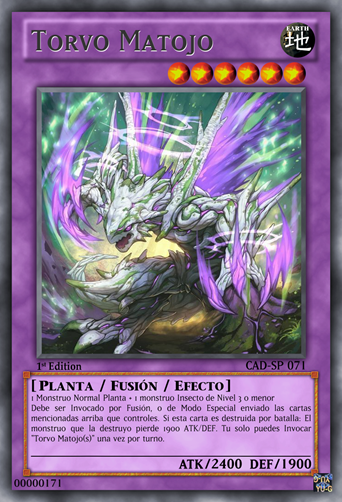 Torvo Matojo
EARTH
地
1st Edition
CAD-SP 071
[Planta / Fusión / Efecto]
1 Monstruo Normal Planta + 1 monstruo Insecto de Nivel 3 o menor
Debe ser Invocado por Fusión, o de Modo Especial enviado las cartas
mencionadas arriba que controles. Si esta carta es destruida por batalla: El
monstruo que la destruyo pierde 1900 ATK/DEF. Tu solo puedes Invocar
"Torvo Matojo(s)" una vez por turno.
ATK/2400 DEF/1900
00000171